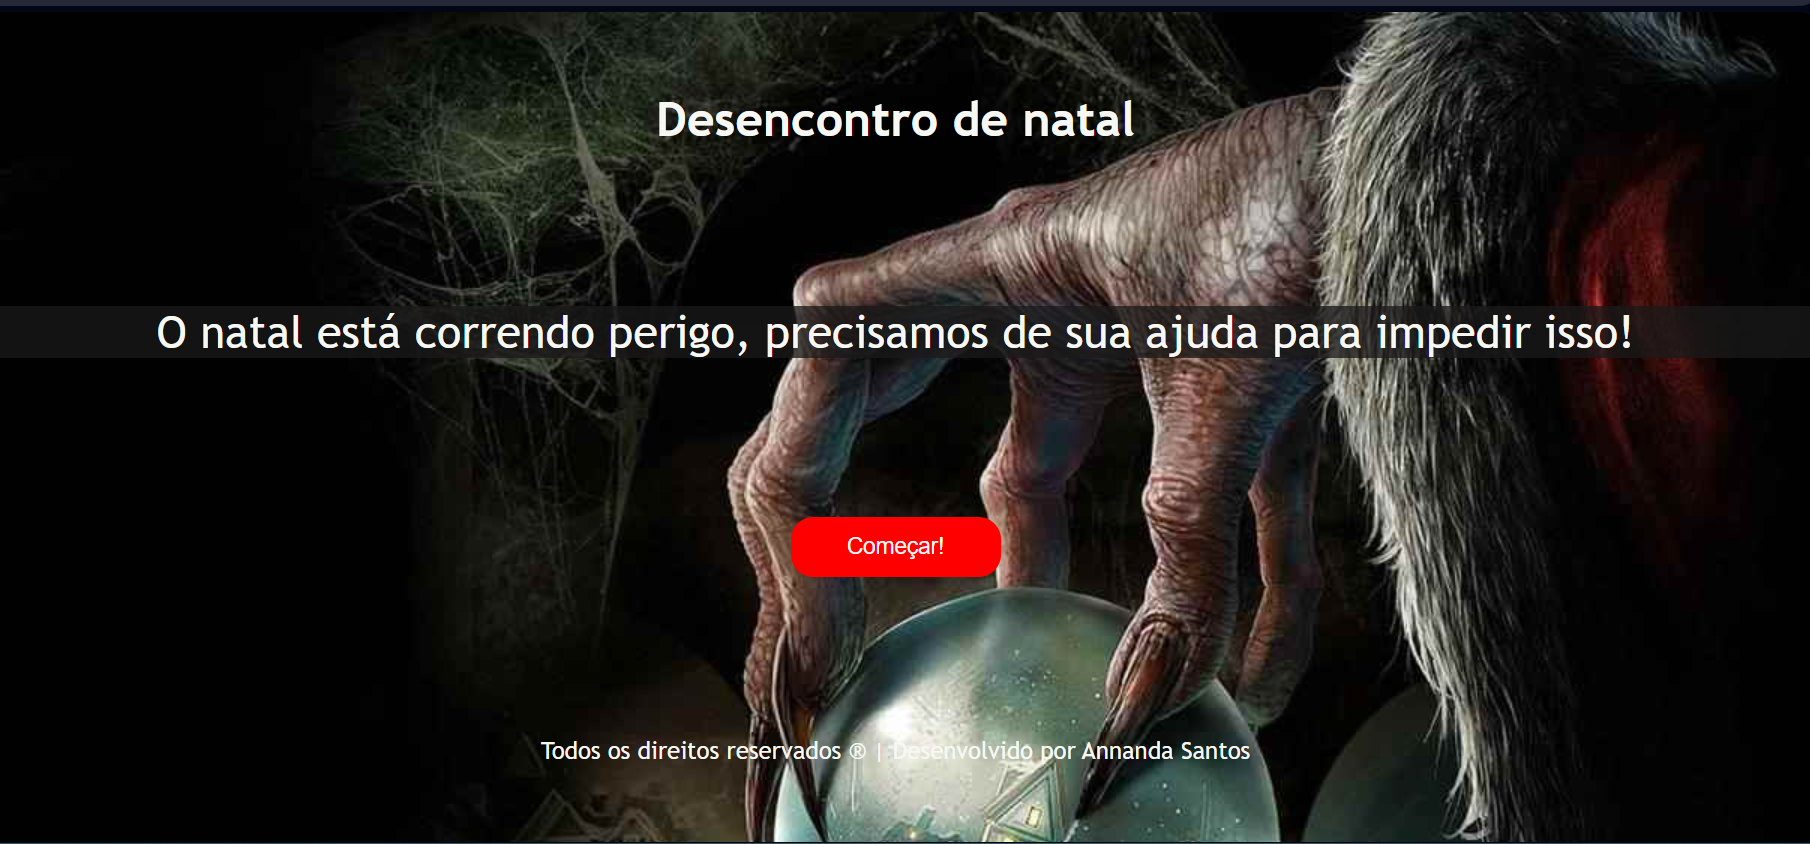 Desencontro de natal
O natal está correndo perigo, precisamos de sua ajuda para impedir isso!
Começar!
Todos os direitos reservados ® | Desenvolvido por Annanda Santos